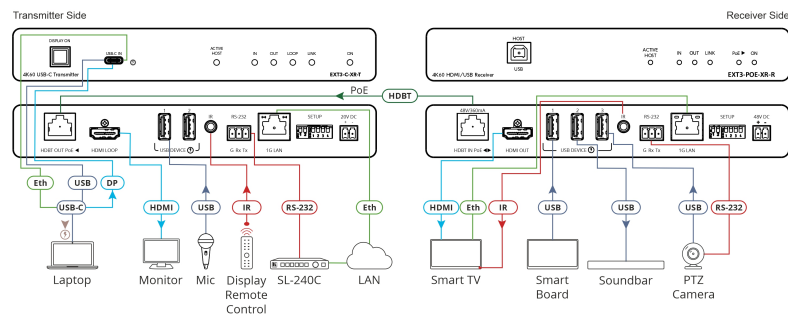 Transmitter Side
Receiver Side
DISPLAY ON
USB-C IN
ACTIVE HOST
IN
OUT
LOOP
LINK
ON
4K60 USB-C Transmitter
EXT3-C-XR-T
HOST
USB
ACTIVE HOST
IN
OUT
LINK
PoE ▶
ON
4K60 HDMI/USB Receiver
EXT3-POE-XR-R
PoE
HDBT
HDBT OUT PoE ◀
HDMI LOOP
1
2
USB DEVICE
IR
RS-232
G Rx Tx
1G LAN
SETUP
20V DC
48V/360mA
HDBT IN PoE ◀▶
HDMI OUT
1
2
3
USB DEVICE
IR
RS-232
G Rx Tx
1G LAN
SETUP
48V DC
Eth
USB
DP
USB-C
HDMI
USB
IR
RS-232
Eth
HDMI
Eth
IR
USB
USB
USB
RS-232
Laptop
Monitor
Mic
Display
Remote
Control
SL-240C
LAN
Smart TV
Smart
Board
Soundbar
PTZ
Camera